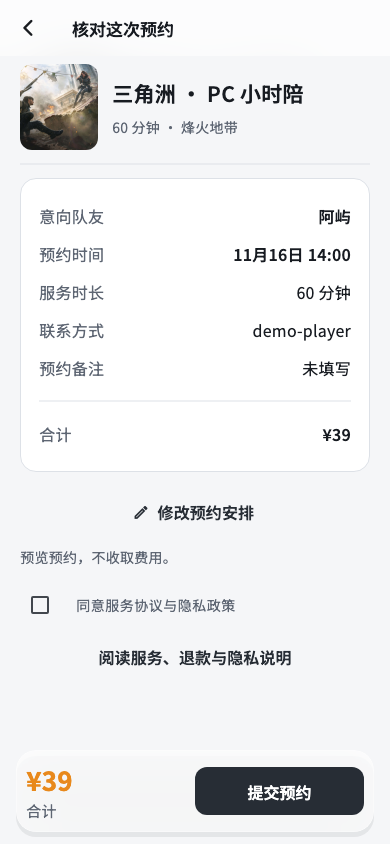 核对这次预约
三角洲 · PC 小时陪
60 分钟 · 烽火地带
意向队友 阿屿
预约时间 11月16日 14:00
服务时长 60 分钟
联系方式 demo-player
预约备注 未填写
合计 ¥39
修改预约安排
预览预约，不收取费用。
同意服务协议与隐私政策
阅读服务、退款与隐私说明
¥39
合计
提交预约